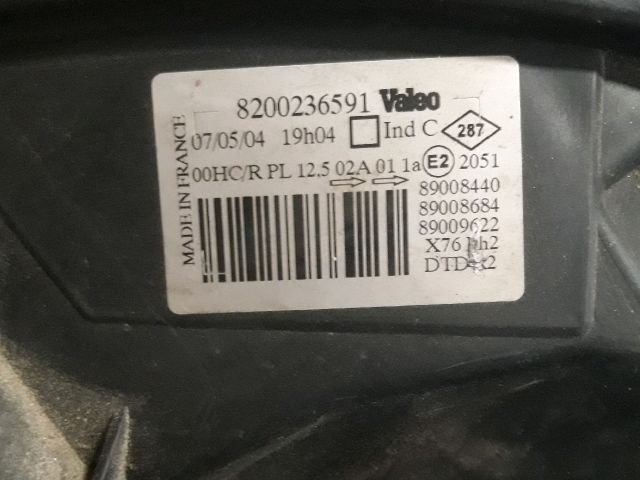 8200236591 Valeo
07/05/04 19h04 Ind C 287
00HC/R PL 12,5 02A 01 1a E2 2051
MADE IN FRANCE
89008440
89008684
89009622
X76